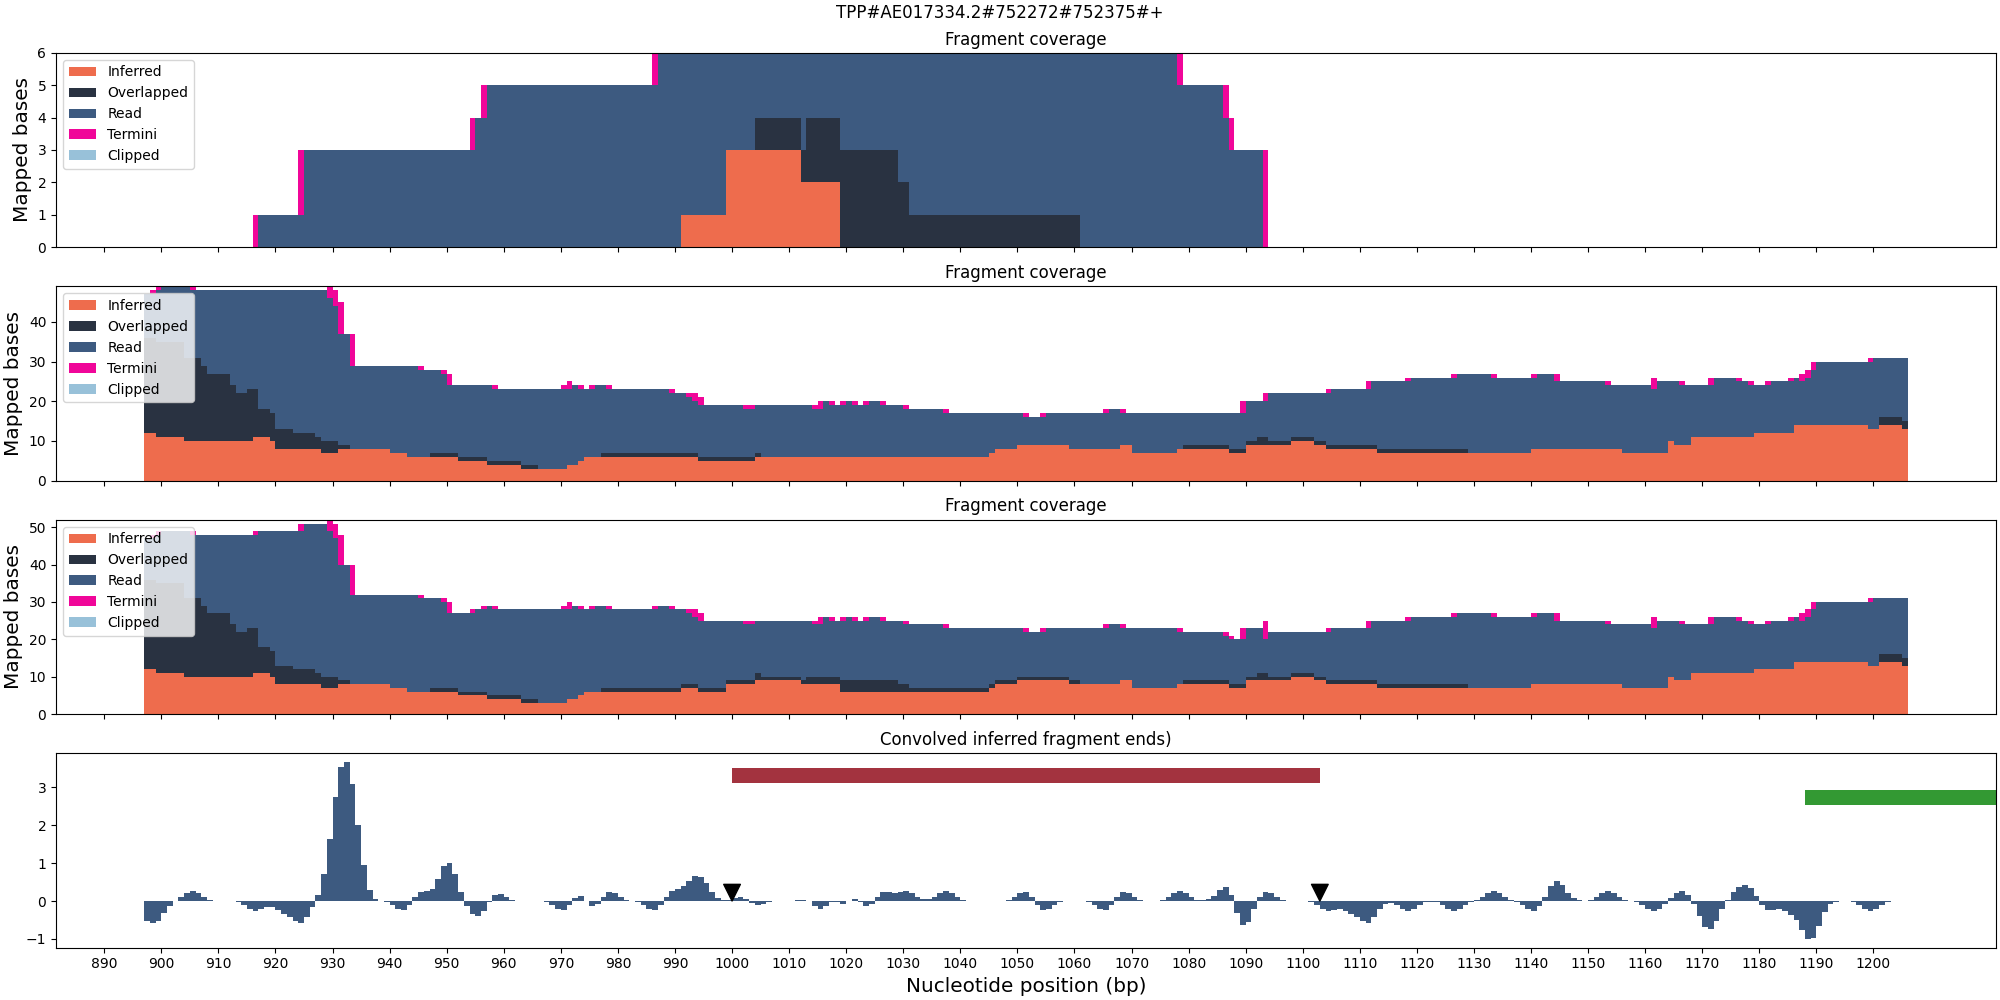 TPP#AE017334.2#752272#752375#+
Fragment coverage
Mapped bases
6
5
4
3
2
1
0
Inferred
Overlapped
Read
Termini
Clipped
Fragment coverage
Mapped bases
40
30
20
10
0
Inferred
Overlapped
Read
Termini
Clipped
Fragment coverage
Mapped bases
50
40
30
20
10
0
Inferred
Overlapped
Read
Termini
Clipped
Convolved inferred fragment ends)
3
2
1
0
−1
890 900 910 920 930 940 950 960 970 980 990 1000 1010 1020 1030 1040 1050 1060 1070 1080 1090 1100 1110 1120 1130 1140 1150 1160 1170 1180 1190 1200
Nucleotide position (bp)